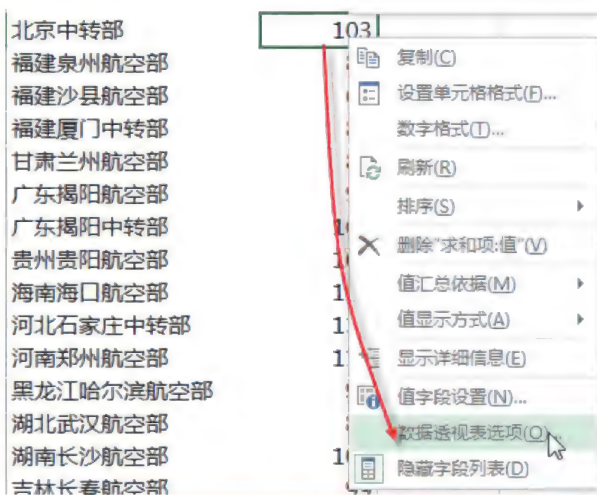 北京中转部 103
福建泉州航空部
福建沙县航空部
福建厦门中转部
甘肃兰州航空部
广东揭阳航空部
广东揭阳中转部
贵州贵阳航空部
海南海口航空部
河北石家庄中转部
河南郑州航空部
黑龙江哈尔滨航空部
湖北武汉航空部
湖南长沙航空部
吉林长春航空部
复制(C)
设置单元格格式(F)...
数字格式(T)...
刷新(R)
排序(S)
删除"求和项:值"(V)
值汇总依据(M)
值显示方式(A)
显示详细信息(E)
值字段设置(N)...
数据透视表选项(O)...
隐藏字段列表(D)